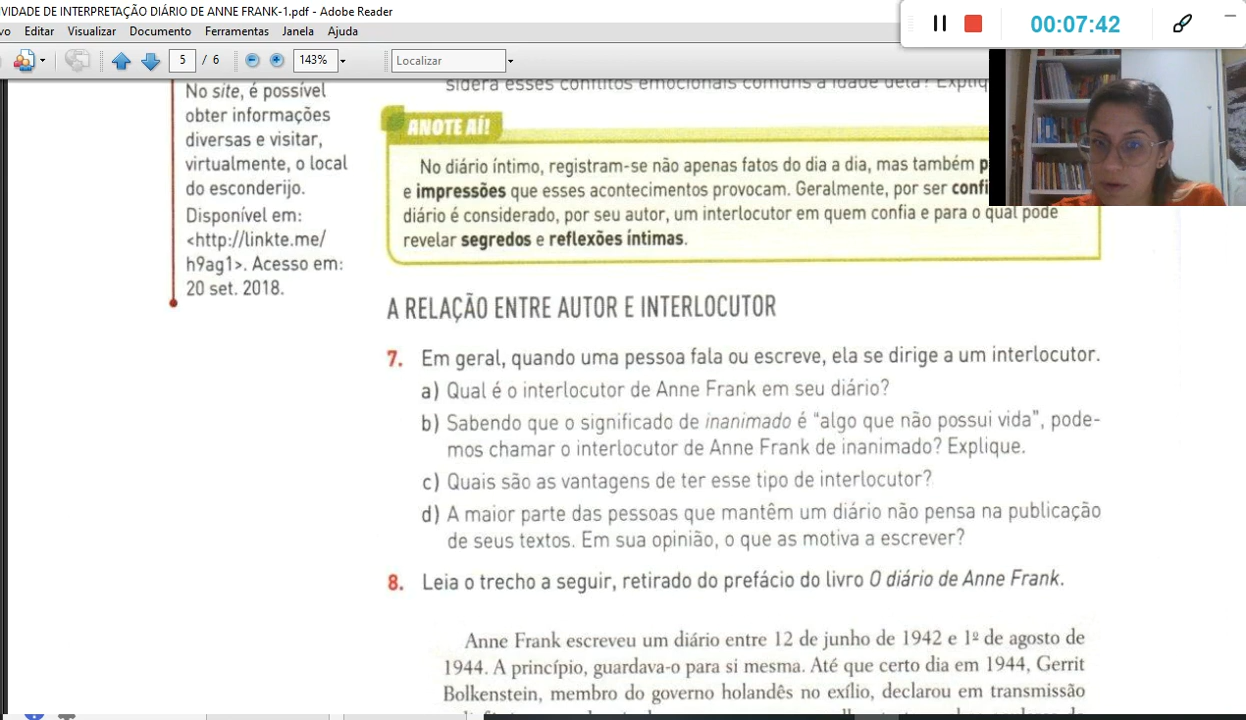 VIDADE DE INTERPRETAÇÃO DIÁRIO DE ANNE FRANK-1.pdf - Adobe Reader
Editar Visualizar Documento Ferramentas Janela Ajuda
5 / 6 143% Localizar
00:07:42
No site, é possível
obter informações
diversas e visitar,
virtualmente, o local
do esconderijo.
Disponível em:
<http://linkte.me/
h9ag1>. Acesso em:
20 set. 2018.
sidera esses conflitos emocionais comuns à idade dela? Expliq
ANOTE AÍ!
No diário íntimo, registram-se não apenas fatos do dia a dia, mas também p
e impressões que esses acontecimentos provocam. Geralmente, por ser confi
diário é considerado, por seu autor, um interlocutor em quem confia e para o qual pode
revelar segredos e reflexões íntimas.
A RELAÇÃO ENTRE AUTOR E INTERLOCUTOR
7. Em geral, quando uma pessoa fala ou escreve, ela se dirige a um interlocutor.
a) Qual é o interlocutor de Anne Frank em seu diário?
b) Sabendo que o significado de inanimado é “algo que não possui vida”, pode-
mos chamar o interlocutor de Anne Frank de inanimado? Explique.
c) Quais são as vantagens de ter esse tipo de interlocutor?
d) A maior parte das pessoas que mantêm um diário não pensa na publicação
de seus textos. Em sua opinião, o que as motiva a escrever?
8. Leia o trecho a seguir, retirado do prefácio do livro O diário de Anne Frank.
Anne Frank escreveu um diário entre 12 de junho de 1942 e 1º de agosto de
1944. A princípio, guardava-o para si mesma. Até que certo dia em 1944, Gerrit
Bolkenstein, membro do governo holandês no exílio, declarou em transmissão